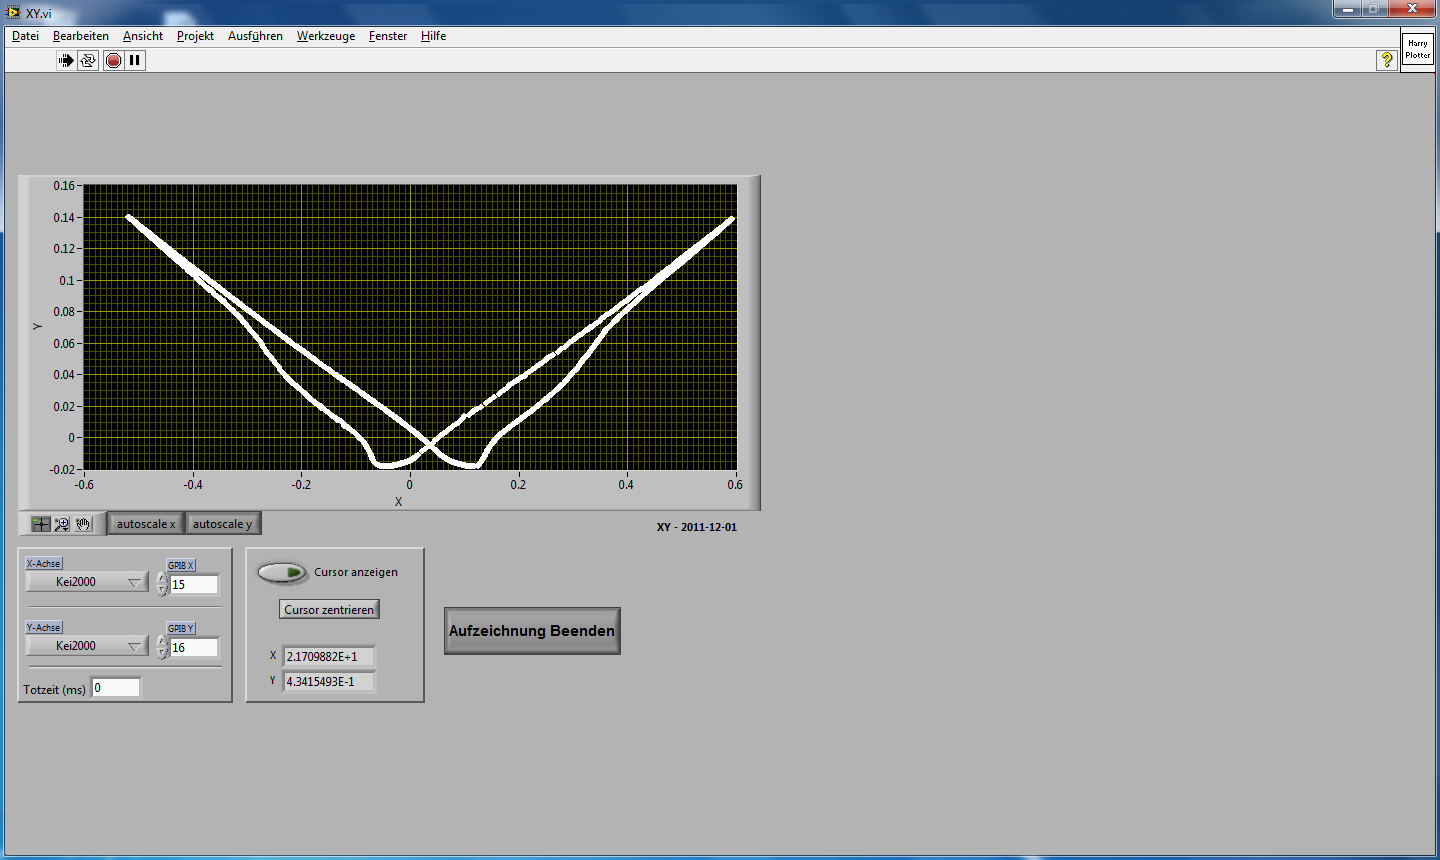 XY.vi
Datei Bearbeiten Ansicht Projekt Ausführen Werkzeuge Fenster Hilfe
?
Harry
Plotter
0.16
0.14
0.12
0.1
0.08
0.06
0.04
0.02
0
-0.02
Y
-0.6 -0.4 -0.2 0 0.2 0.4 0.6
X
autoscale x autoscale y
XY - 2011-12-01
X-Achse GPIB X
Kei2000 15
Y-Achse GPIB Y
Kei2000 16
Totzeit (ms) 0
Cursor anzeigen
Cursor zentrieren
X 2.1709882E+1
Y 4.3415493E-1
Aufzeichnung Beenden